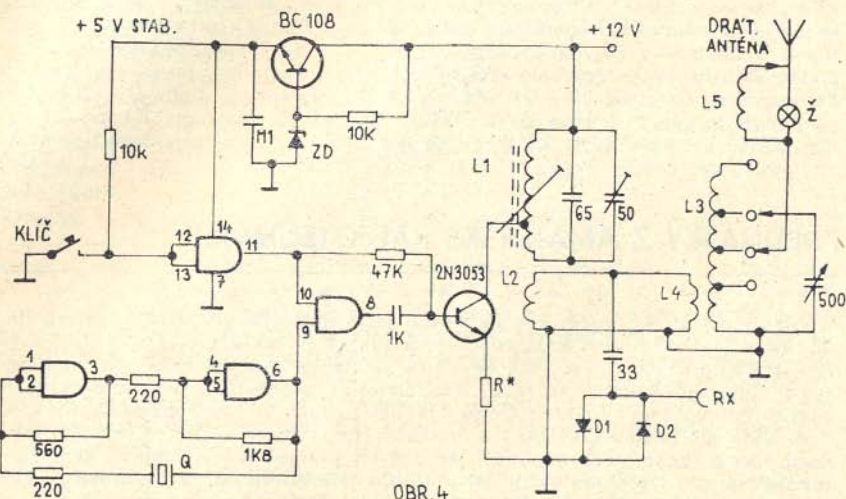 + 5 V STAB.
BC 108
+ 12 V
DRÁT.
ANTÉNA
L5
Ž
10K
M1
ZD
10K
L1
65
50
L3
500
KLÍČ
12
13
14
11
7
47K
2N3053
L2
L4
10
9
8
1K
R*
33
RX
D1
D2
1
2
3
220
4
5
6
560
1K8
220
Q
OBR.4